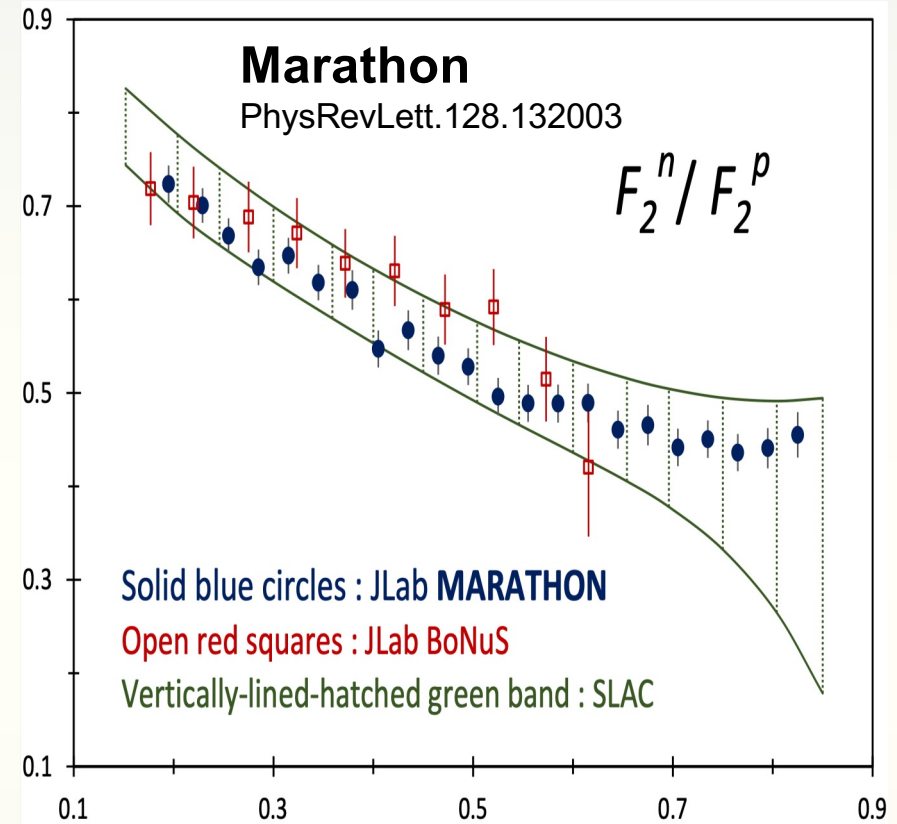 0.9
Marathon
PhysRevLett.128.132003
F₂ⁿ/ F₂ᵖ
0.7
0.5
0.3
Solid blue circles : JLab MARATHON
Open red squares : JLab BoNuS
Vertically-lined-hatched green band : SLAC
0.1
0.1 0.3 0.5 0.7 0.9